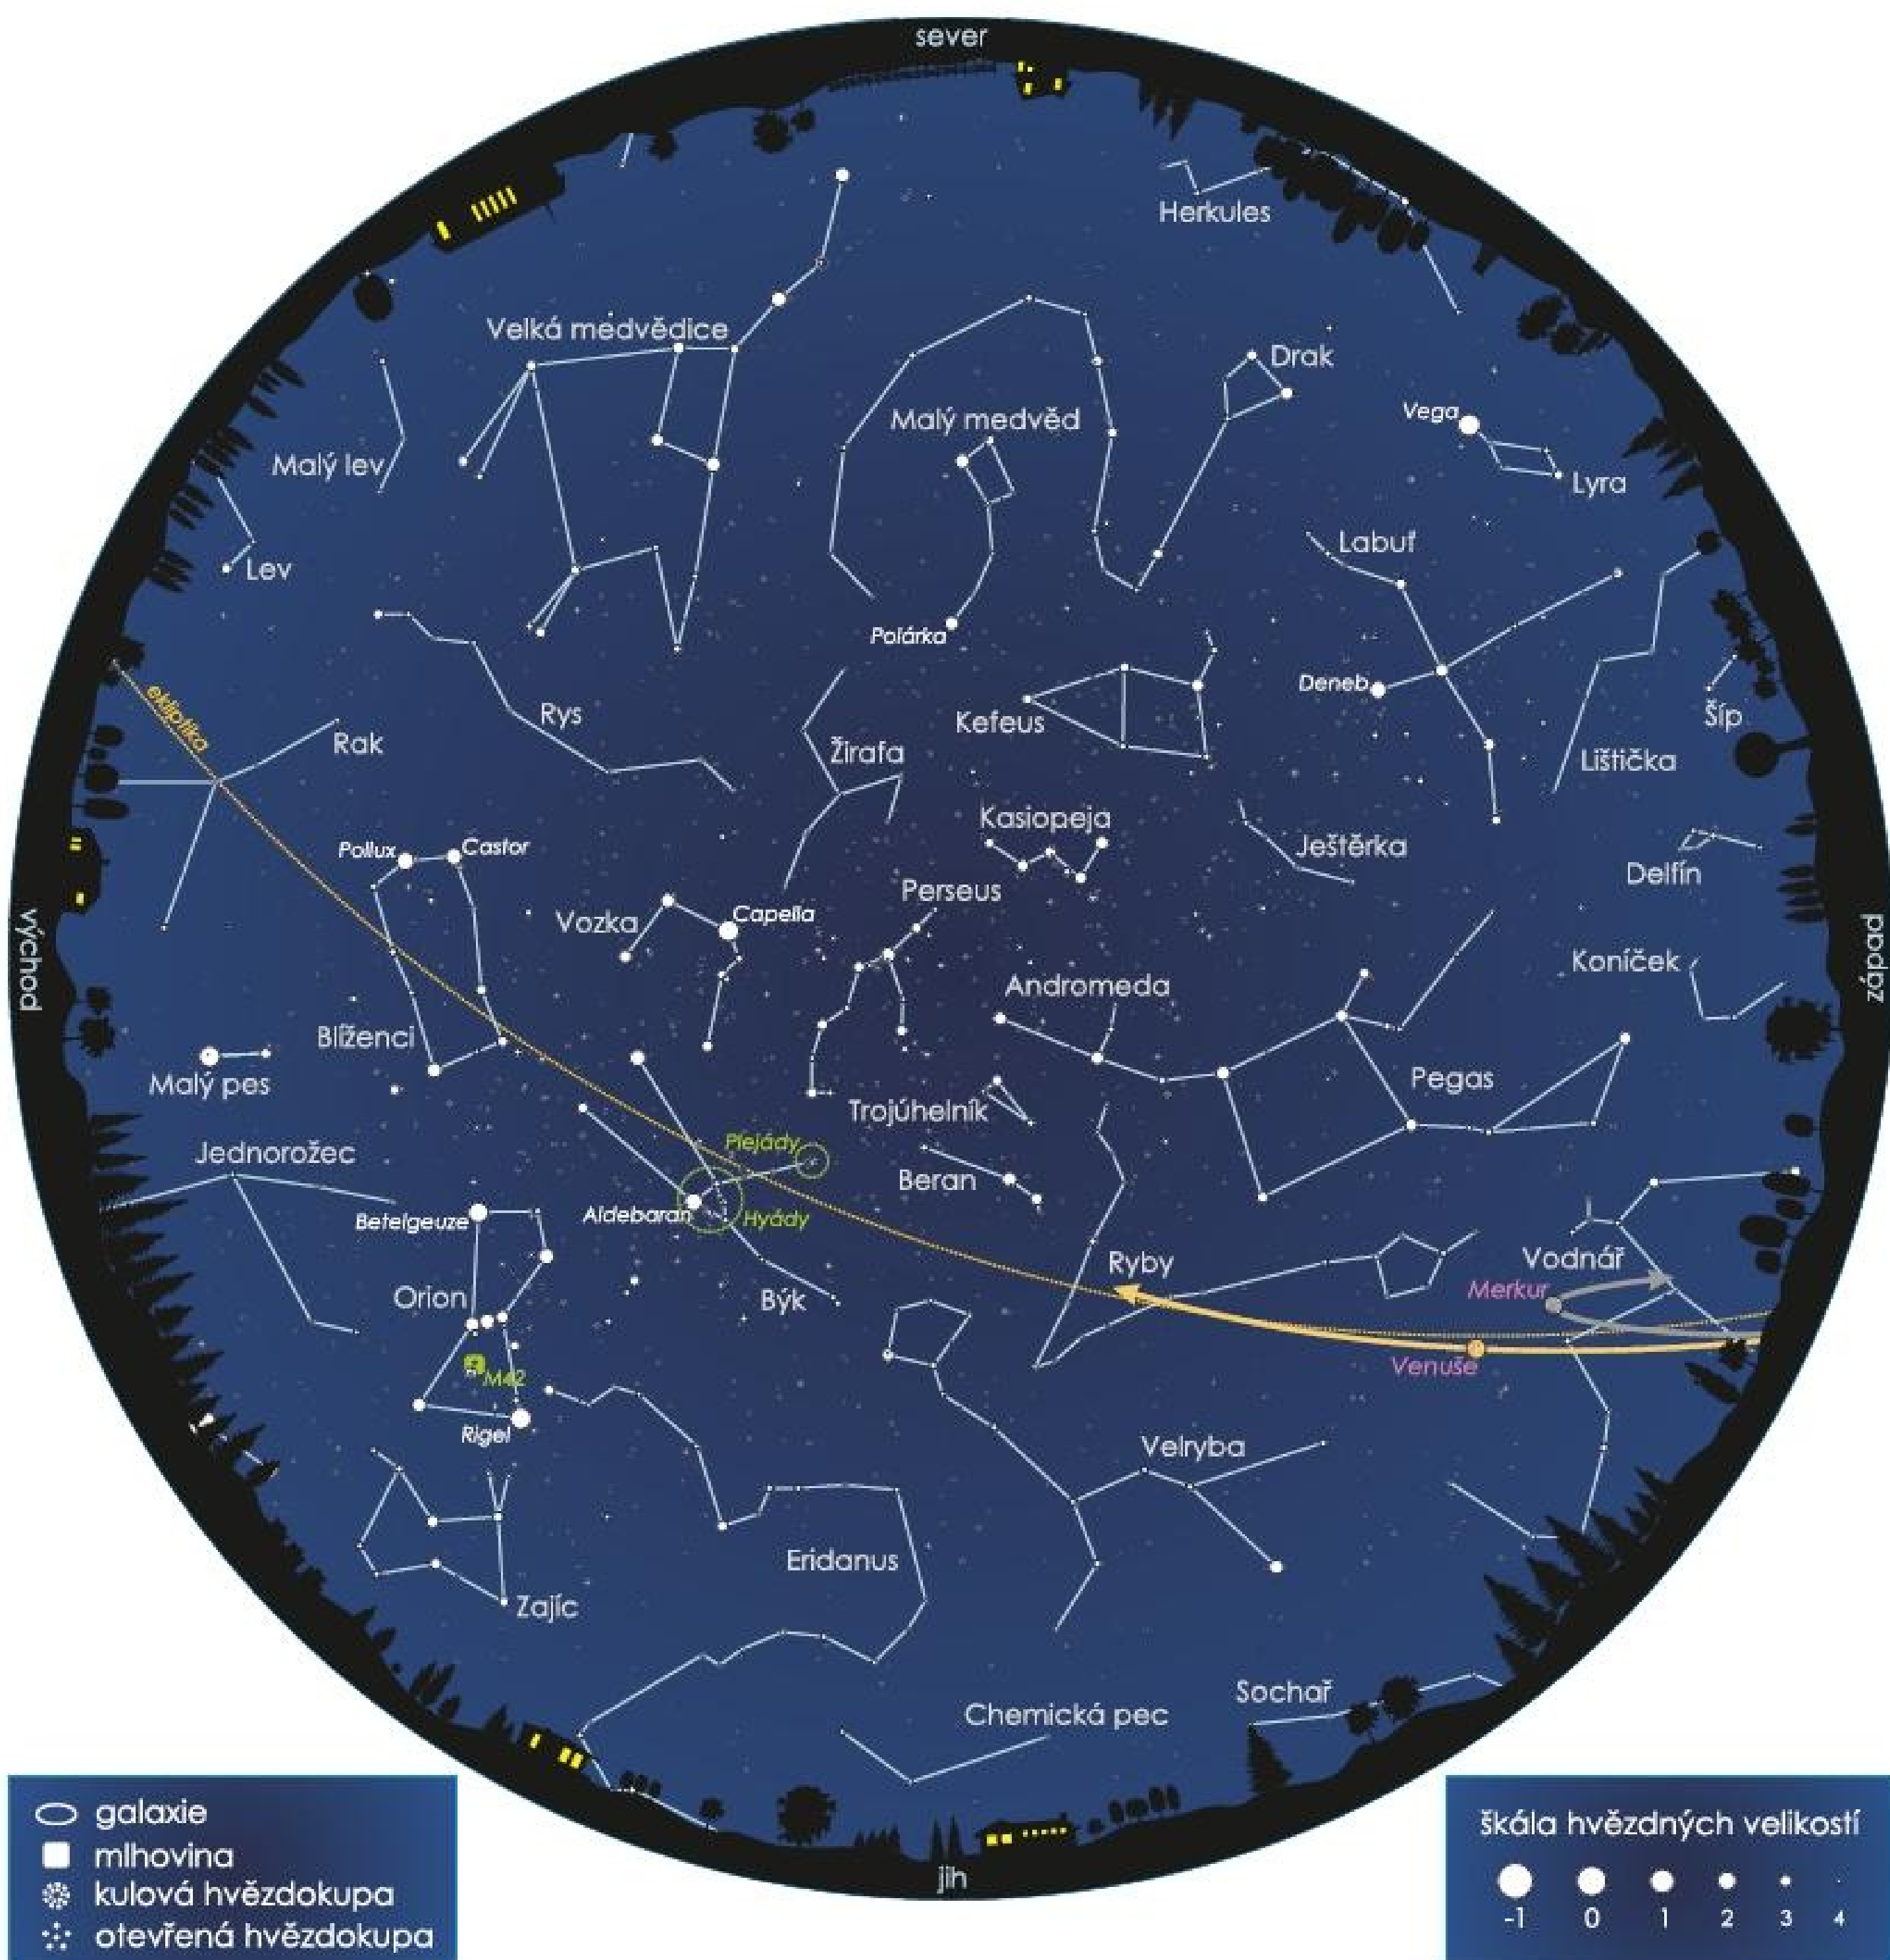 sever
Herkules
Velká medvědice
Drak
Malý medvěd
Vega
Malý lev
Lyra
Labuť
Lev
Polárka
Deneb
ekliptika
Rys
Kefeus
Šíp
Rak
Žirafa
Lištička
Kasiopeja
Pollux
Castor
Ještěrka
Delfín
Perseus
Vozka
Capella
východ
západ
Koníček
Andromeda
Blíženci
Malý pes
Pegas
Trojúhelník
Plejády
Jednorožec
Beran
Betelgeuze
Aldebaran
Hyády
Ryby
Vodnář
Merkur
Orion
Býk
Venuše
M42
Rigel
Velryba
Eridanus
Zajíc
Sochař
Chemická pec
jih
galaxie
mlhovina
kulová hvězdokupa
otevřená hvězdokupa
škála hvězdných velikostí
-1 0 1 2 3 4